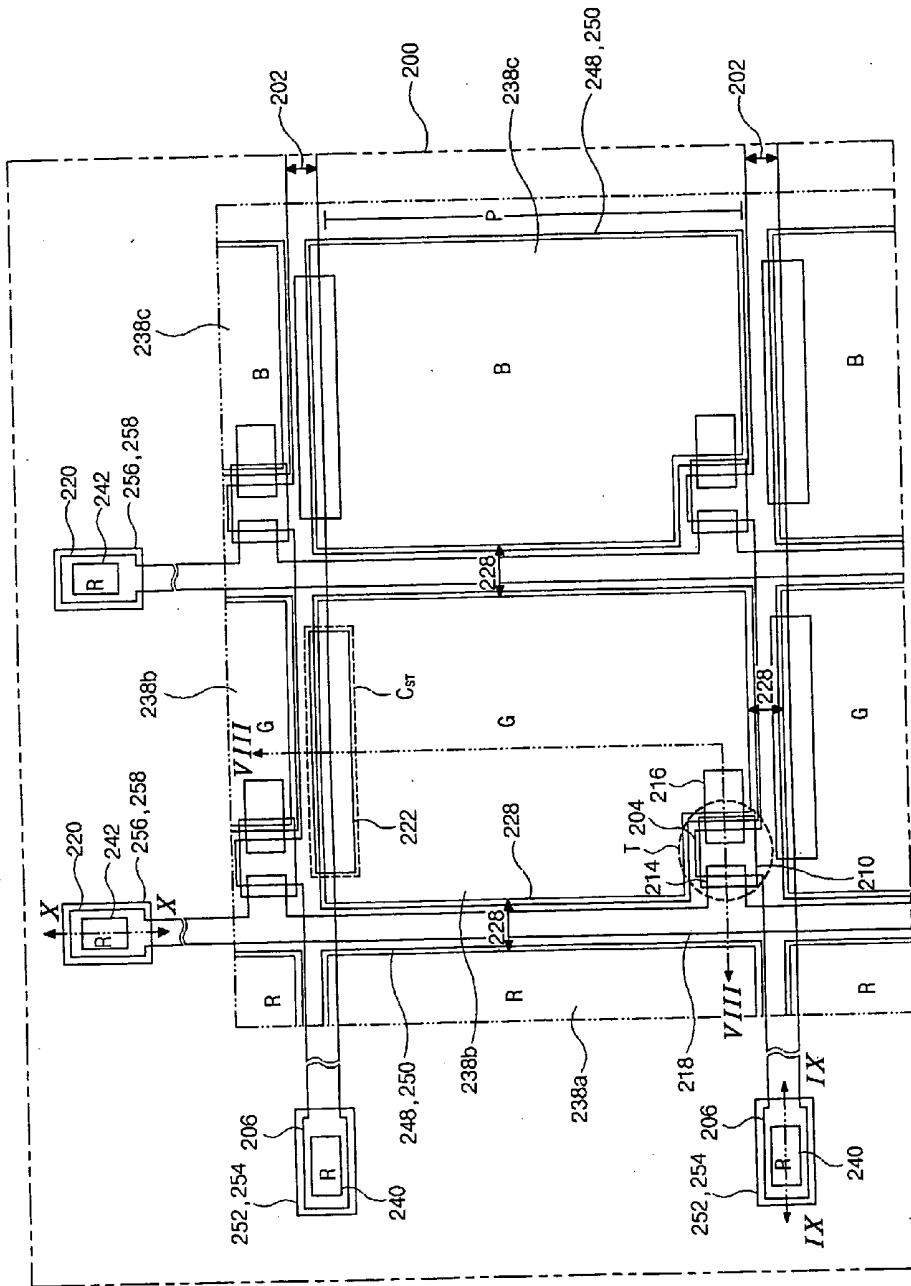 202
200
238c
248, 250
202
P
238c
B
B
B
220
242
256, 258
R
228
238b
G
CST
VIII
G
G
228
222
228
216
T
204
214
210
220
242
256, 258
X
R
X
228
R
R
R
VIII
218
238a
238b
248, 250
206
252, 254
R
240
IX
206
252, 254
R
240
IX